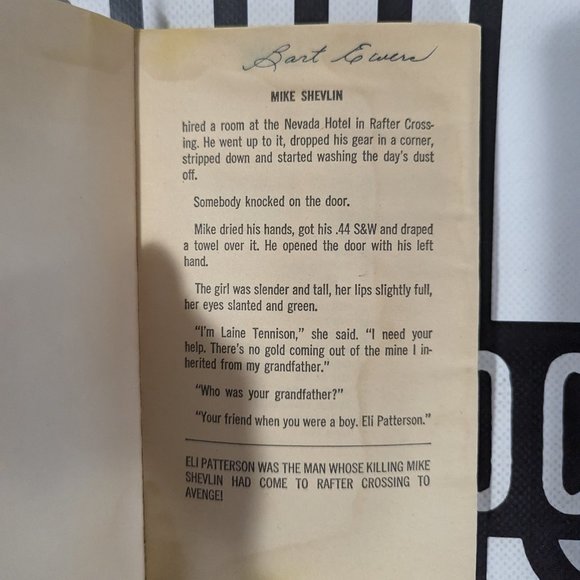 Bart Ewers
MIKE SHEVLIN
hired a room at the Nevada Hotel in Rafter Cross-
ing. He went up to it, dropped his gear in a corner,
stripped down and started washing the day's dust
off.
Somebody knocked on the door.
Mike dried his hands, got his .44 S&W and draped
a towel over it. He opened the door with his left
hand.
The girl was slender and tall, her lips slightly full,
her eyes slanted and green.
"I'm Laine Tennison," she said. "I need your
help. There's no gold coming out of the mine I in-
herited from my grandfather."
"Who was your grandfather?"
"Your friend when you were a boy. Eli Patterson."
ELI PATTERSON WAS THE MAN WHOSE KILLING MIKE
SHEVLIN HAD COME TO RAFTER CROSSING TO
AVENGE!